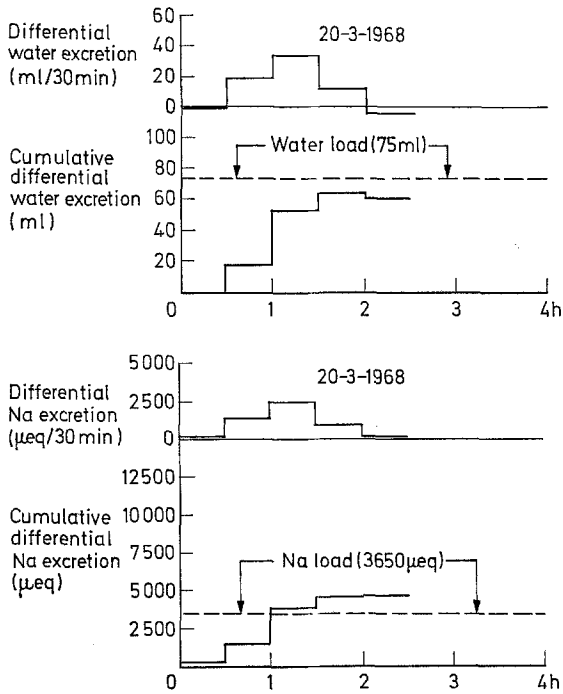 Differential
water excretion
(ml/30min)
60
40
20
0
20-3-1968
Cumulative
differential
water excretion
(ml)
100
80
60
40
20
Water load (75ml)
0 1 2 3 4h
Differential
Na excretion
(µeq/30 min)
5000
2500
0
20-3-1968
Cumulative
differential
Na excretion
(µeq)
12500
10000
7500
5000
2500
Na load (3650µeq)
0 1 2 3 4h